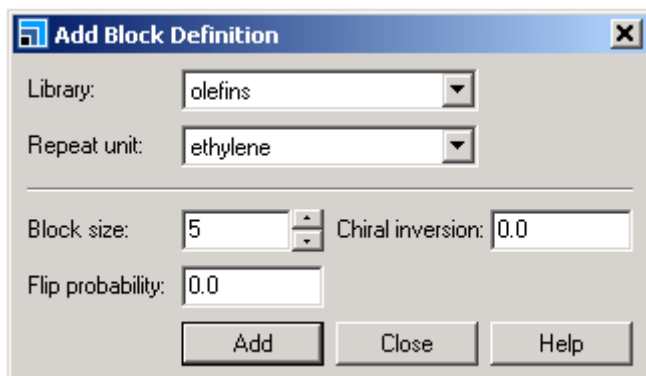 Add Block Definition
Library: olefins
Repeat unit: ethylene
Block size: 5 Chiral inversion: 0.0
Flip probability: 0.0
Add Close Help